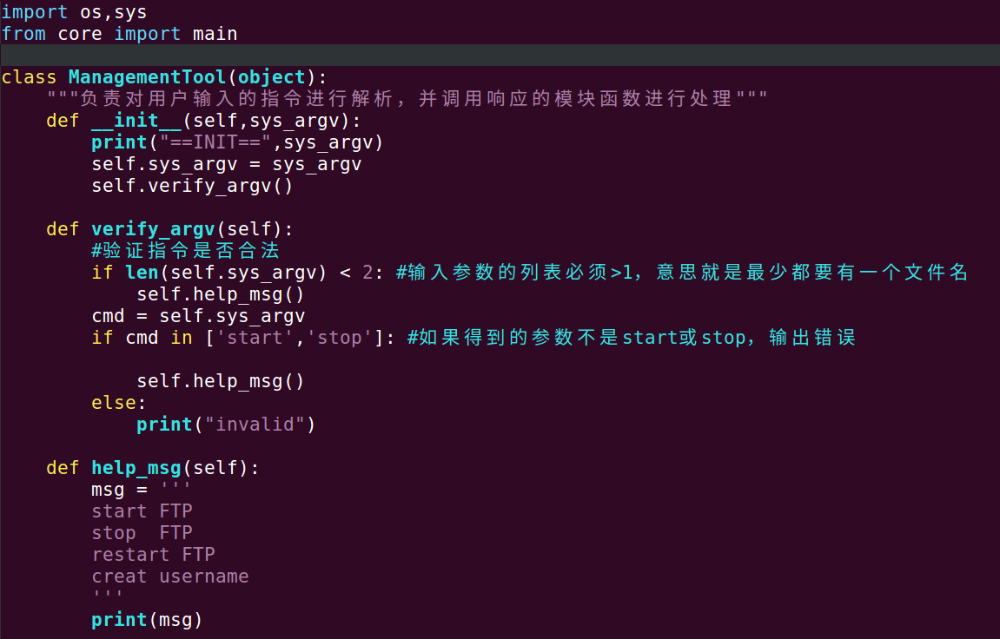 import os,sys
from core import main
class ManagementTool(object):
    """负责对用户输入的指令进行解析，并调用响应的模块函数进行处理"""
    def __init__(self,sys_argv):
        print("==INIT==",sys_argv)
        self.sys_argv = sys_argv
        self.verify_argv()
    def verify_argv(self):
        #验证指令是否合法
        if len(self.sys_argv) < 2: #输入参数的列表必须>1，意思就是最少都要有一个文件名
            self.help_msg()
        cmd = self.sys_argv
        if cmd in ['start','stop']: #如果得到的参数不是start或stop，输出错误
            self.help_msg()
        else:
            print("invalid")
    def help_msg(self):
        msg = '''
        start FTP
        stop  FTP
        restart FTP
        creat username
        '''
        print(msg)